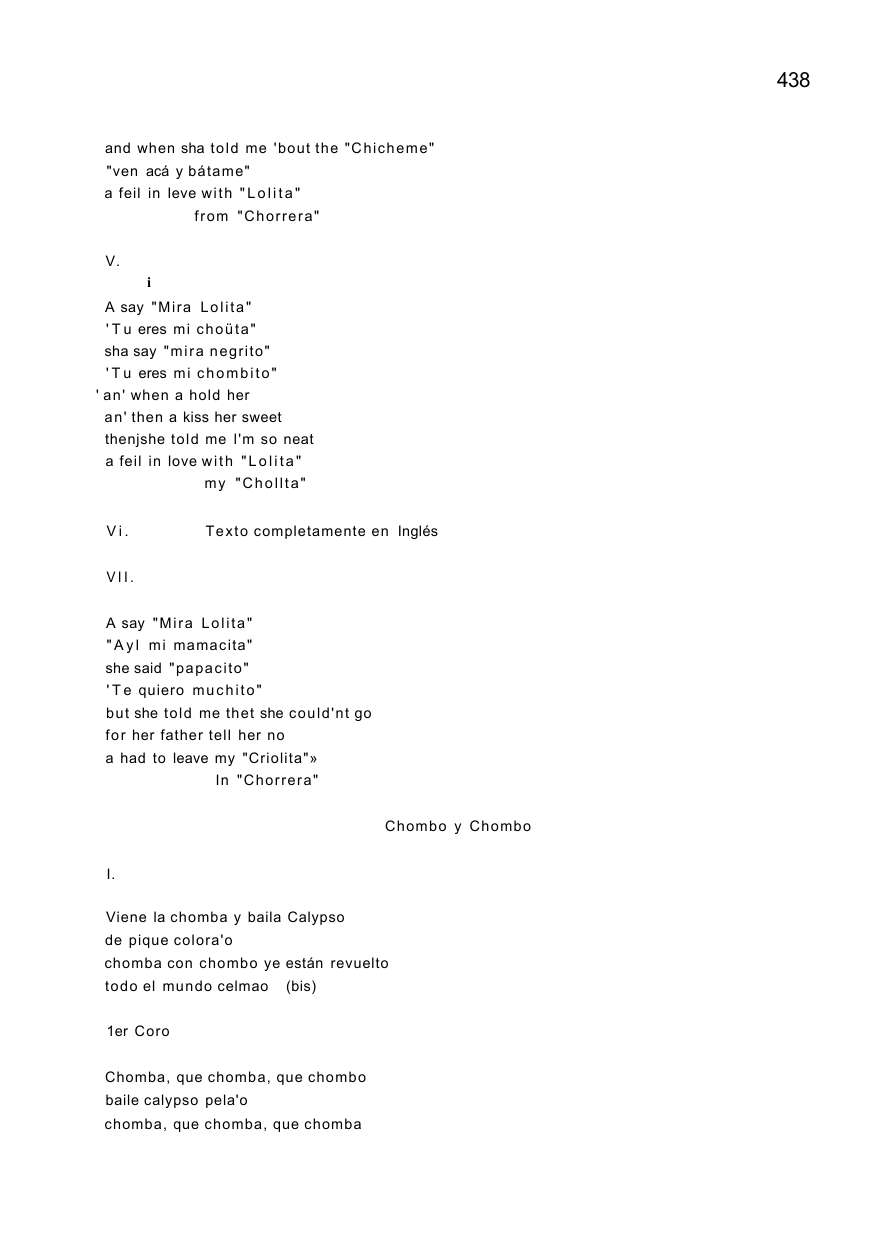 438
and when sha told me 'bout the "Chicheme"
"ven acá y bátame"
a feil in leve with "Lolita"
from "Chorrera"
V.
i
A say "Mira Lolita"
'Tu eres mi choüta"
sha say "mira negrito"
'Tu eres mi chombito"
' an' when a hold her
an' then a kiss her sweet
thenjshe told me I'm so neat
a feil in love with "Lolita"
my "ChoIIta"
Vi. Texto completamente en Inglés
VII.
A say "Mira Lolita"
"Ayl mi mamacita"
she said "papacito"
'Te quiero muchito"
but she told me thet she could'nt go
for her father tell her no
a had to leave my "Criolita"»
In "Chorrera"
Chombo y Chombo
I.
Viene la chomba y baila Calypso
de pique colora'o
chomba con chombo ye están revuelto
todo el mundo celmao (bis)
1er Coro
Chomba, que chomba, que chombo
baile calypso pela'o
chomba, que chomba, que chomba